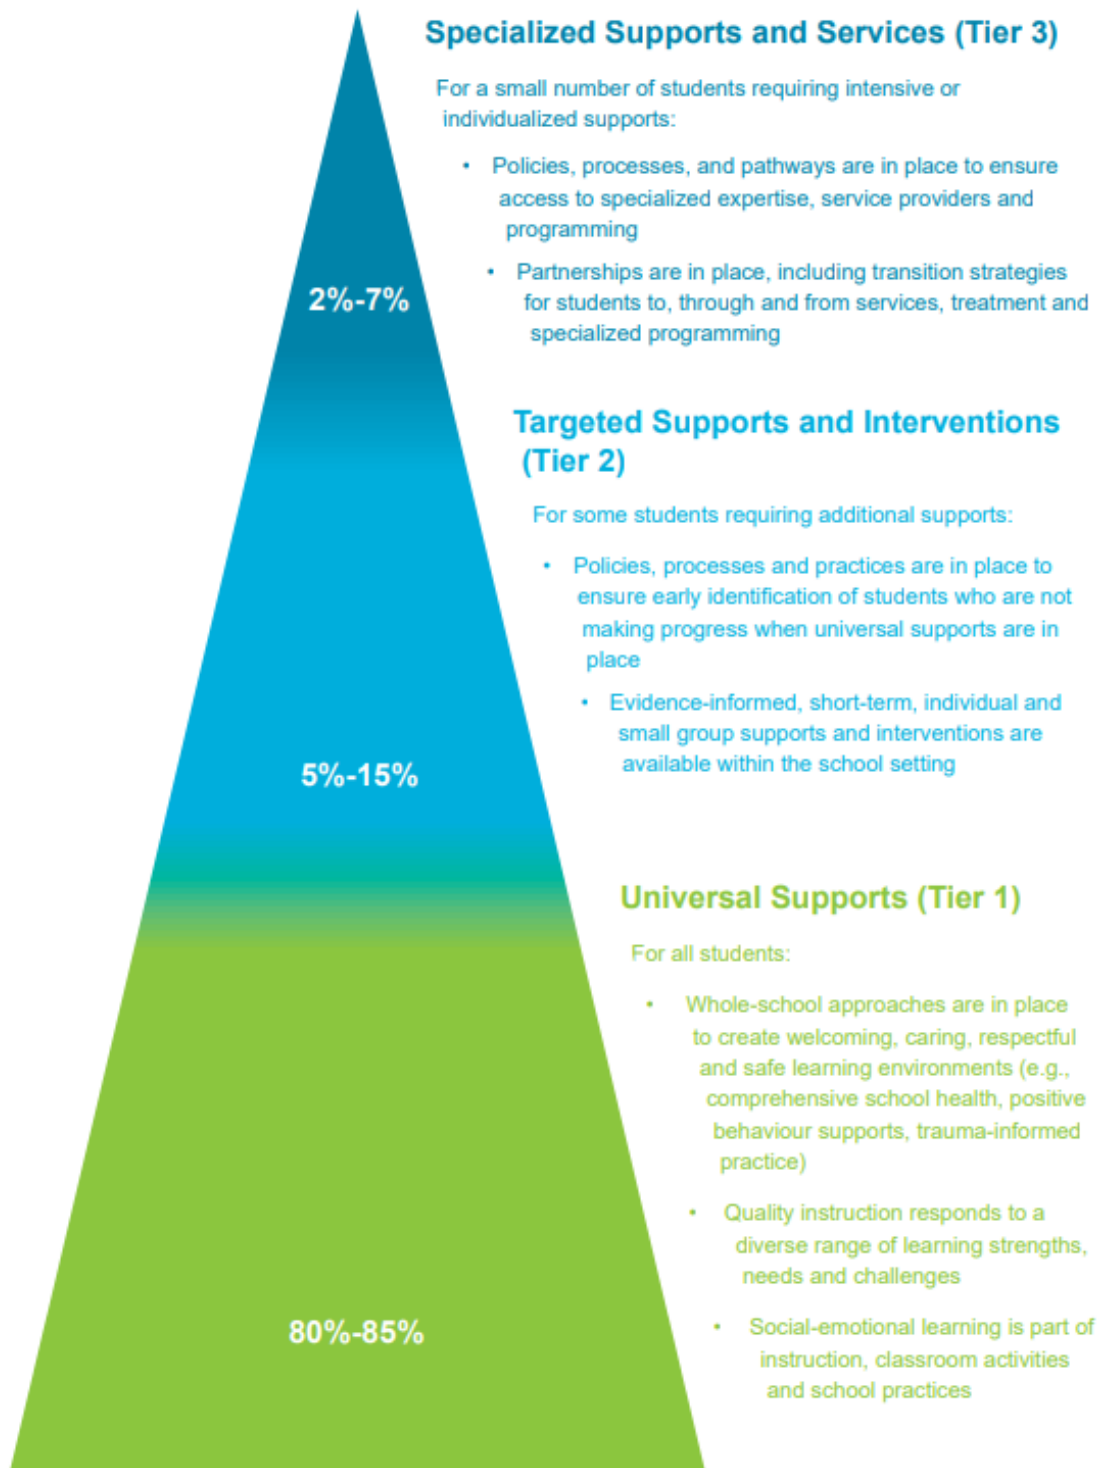 Specialized Supports and Services (Tier 3)
For a small number of students requiring intensive or
individualized supports:
• Policies, processes, and pathways are in place to ensure
access to specialized expertise, service providers and
programming
• Partnerships are in place, including transition strategies
for students to, through and from services, treatment and
specialized programming
2%-7%
Targeted Supports and Interventions
(Tier 2)
For some students requiring additional supports:
• Policies, processes and practices are in place to
ensure early identification of students who are not
making progress when universal supports are in
place
• Evidence-informed, short-term, individual and
small group supports and interventions are
available within the school setting
5%-15%
Universal Supports (Tier 1)
For all students:
• Whole-school approaches are in place
to create welcoming, caring, respectful
and safe learning environments (e.g.,
comprehensive school health, positive
behaviour supports, trauma-informed
practice)
• Quality instruction responds to a
diverse range of learning strengths,
needs and challenges
• Social-emotional learning is part of
instruction, classroom activities
and school practices
80%-85%